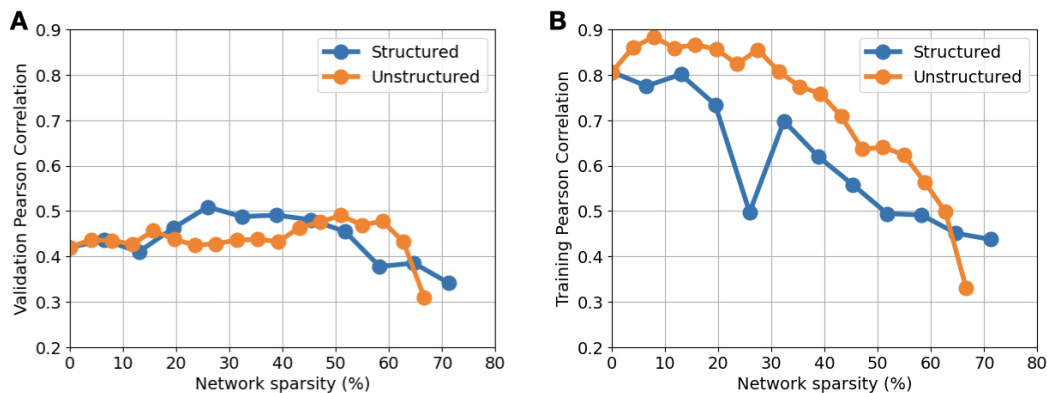 A
Validation Pearson Correlation
0.9
0.8
0.7
0.6
0.5
0.4
0.3
0.2
Structured
Unstructured
0 10 20 30 40 50 60 70 80
Network sparsity (%)
B
Training Pearson Correlation
0.9
0.8
0.7
0.6
0.5
0.4
0.3
0.2
Structured
Unstructured
0 10 20 30 40 50 60 70 80
Network sparsity (%)